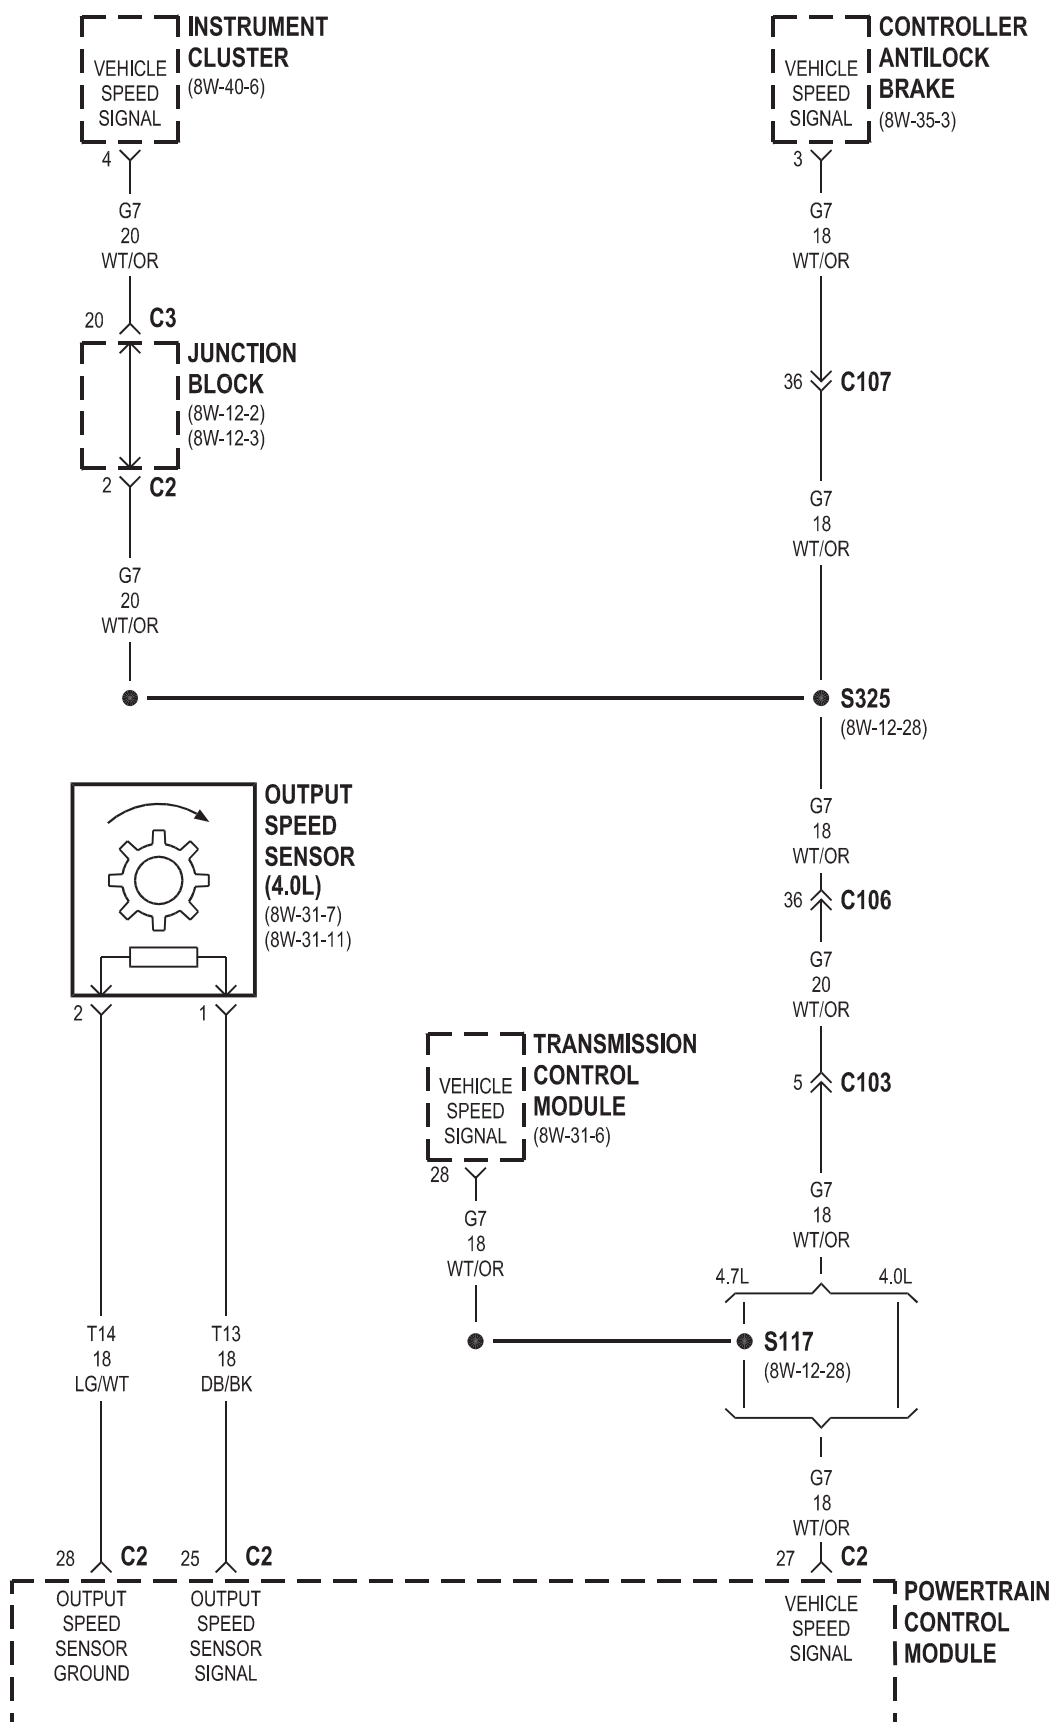 INSTRUMENT
CLUSTER
(8W-40-6)
VEHICLE
SPEED
SIGNAL
4
G7
20
WT/OR
20
C3
JUNCTION
BLOCK
(8W-12-2)
(8W-12-3)
2
C2
G7
20
WT/OR
CONTROLLER
ANTILOCK
BRAKE
(8W-35-3)
VEHICLE
SPEED
SIGNAL
3
G7
18
WT/OR
36
C107
G7
18
WT/OR
S325
(8W-12-28)
G7
18
WT/OR
36
C106
G7
20
WT/OR
5
C103
G7
18
WT/OR
4.7L
4.0L
S117
(8W-12-28)
G7
18
WT/OR
27
C2
OUTPUT
SPEED
SENSOR
(4.0L)
(8W-31-7)
(8W-31-11)
2
1
TRANSMISSION
CONTROL
MODULE
(8W-31-6)
VEHICLE
SPEED
SIGNAL
28
G7
18
WT/OR
T14
18
LG/WT
T13
18
DB/BK
28
C2
25
C2
OUTPUT
SPEED
SENSOR
GROUND
OUTPUT
SPEED
SENSOR
SIGNAL
VEHICLE
SPEED
SIGNAL
POWERTRAIN
CONTROL
MODULE